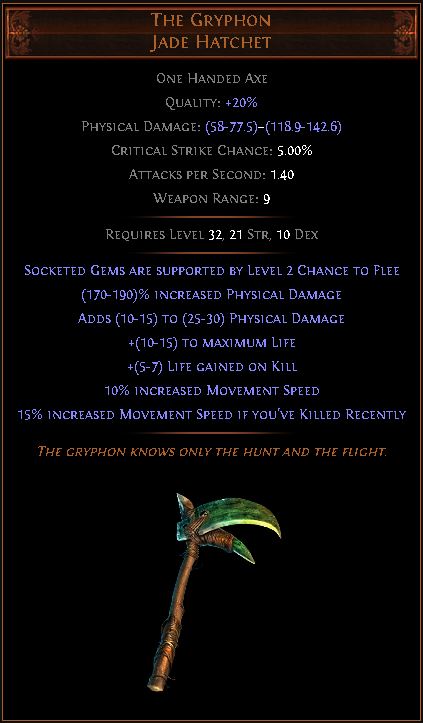 The Gryphon
Jade Hatchet
One Handed Axe
Quality: +20%
Physical Damage: (58-77.5)–(118.9-142.6)
Critical Strike Chance: 5.00%
Attacks per Second: 1.40
Weapon Range: 9
Requires Level 32, 21 Str, 10 Dex
Socketed Gems are supported by Level 2 Chance to Flee
(170-190)% increased Physical Damage
Adds (10-15) to (25-30) Physical Damage
+(10-15) to maximum Life
+(5-7) Life gained on Kill
10% increased Movement Speed
15% increased Movement Speed if you've Killed Recently
The gryphon knows only the hunt and the flight.